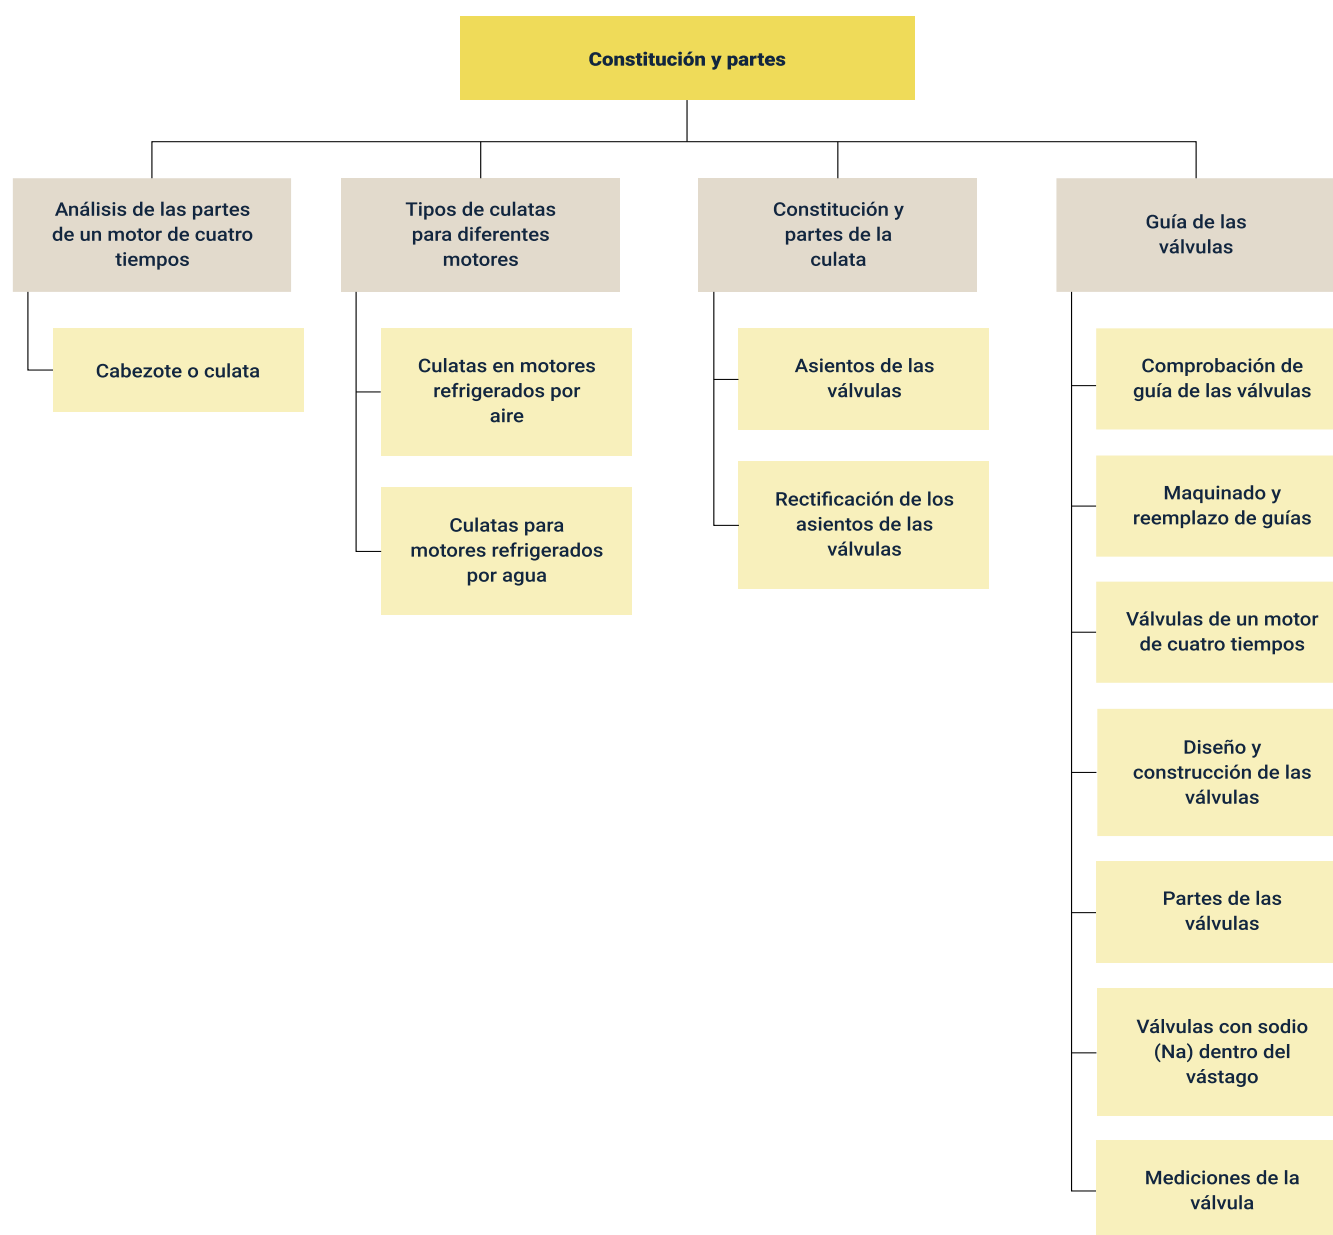 Constitución y partes
Análisis de las partes
de un motor de cuatro
tiempos
Cabezote o culata
Tipos de culatas
para diferentes
motores
Culatas en motores
refrigerados por
aire
Culatas para
motores refrigerados
por agua
Constitución y
partes de la
culata
Asientos de las
válvulas
Rectificación de los
asientos de las
válvulas
Guía de las
válvulas
Comprobación de
guía de las válvulas
Maquinado y
reemplazo de guías
Válvulas de un motor
de cuatro tiempos
Diseño y
construcción de las
válvulas
Partes de las
válvulas
Válvulas con sodio
(Na) dentro del
vástago
Mediciones de la
válvula